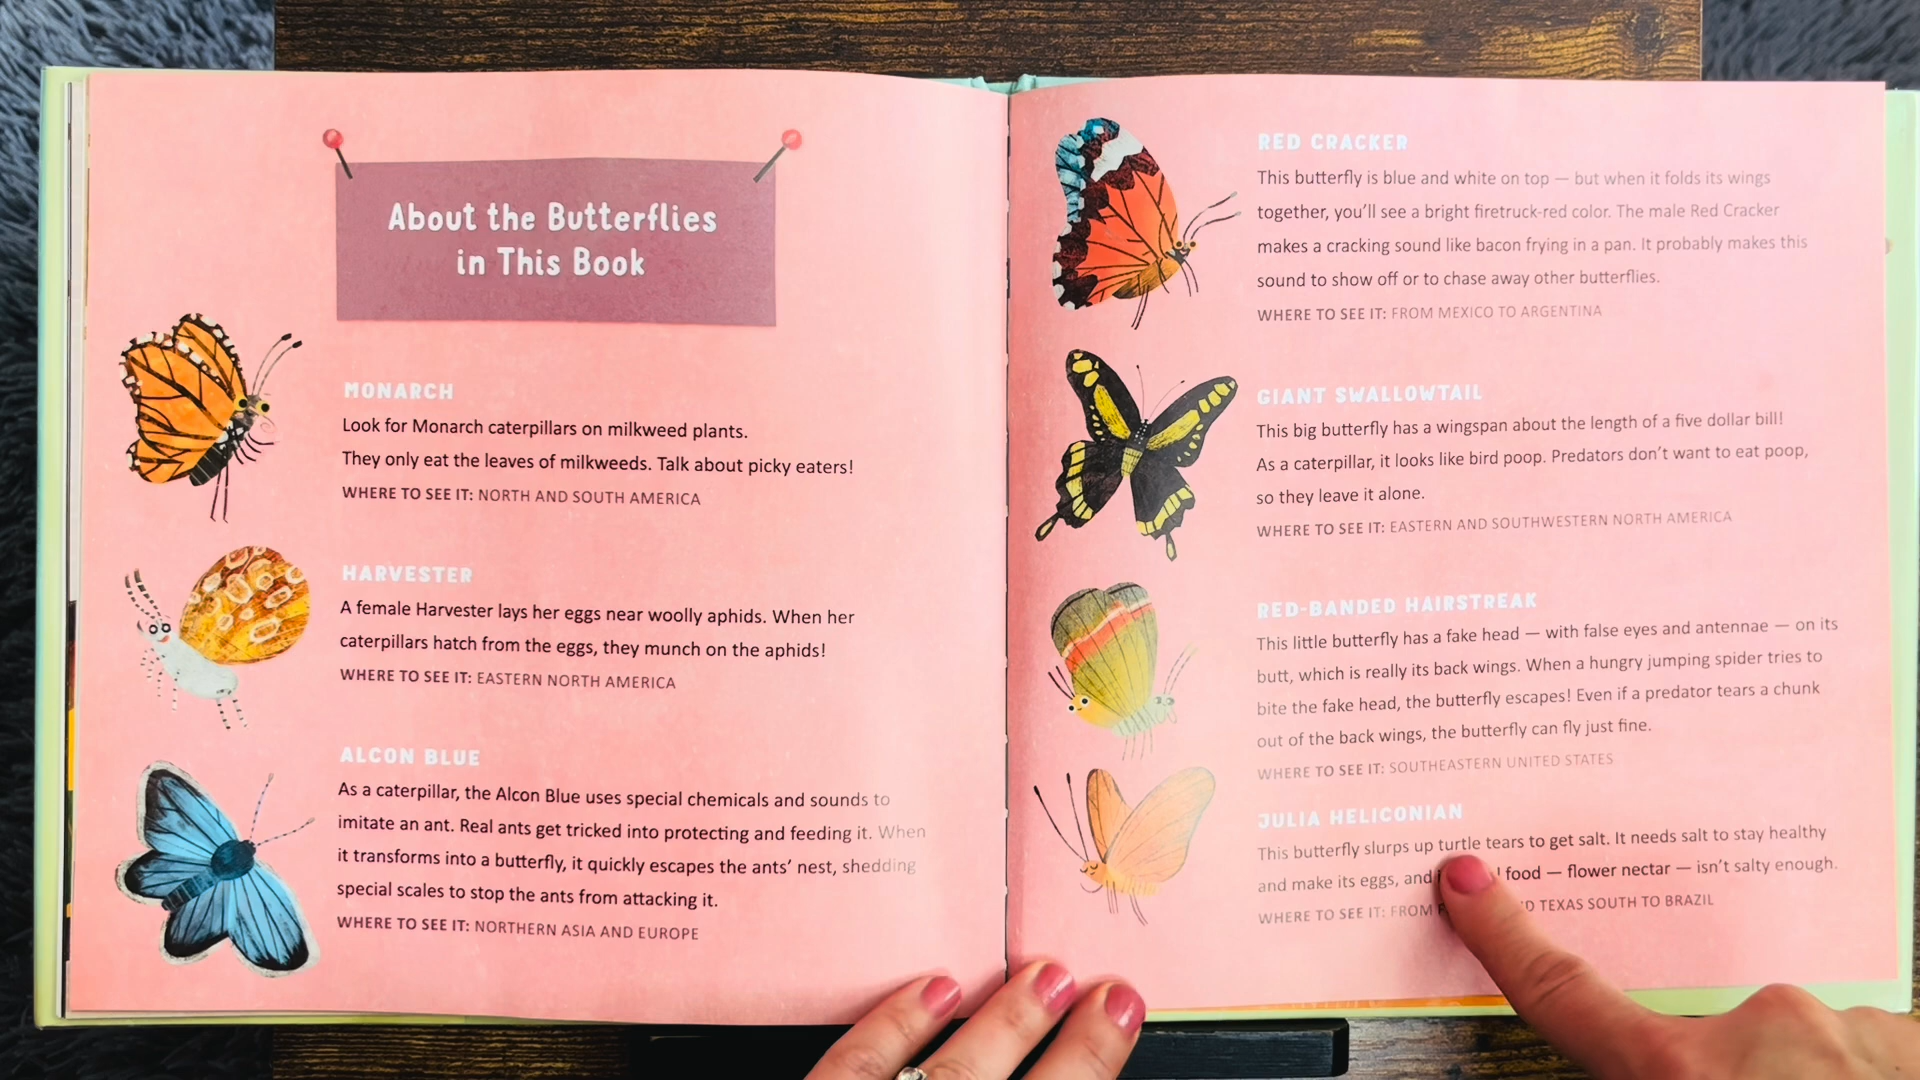 About the Butterflies
in This Book
MONARCH
Look for Monarch caterpillars on milkweed plants.
They only eat the leaves of milkweeds. Talk about picky eaters!
WHERE TO SEE IT: NORTH AND SOUTH AMERICA
HARVESTER
A female Harvester lays her eggs near woolly aphids. When her
caterpillars hatch from the eggs, they munch on the aphids!
WHERE TO SEE IT: EASTERN NORTH AMERICA
ALCON BLUE
As a caterpillar, the Alcon Blue uses special chemicals and sounds to
imitate an ant. Real ants get tricked into protecting and feeding it. When
it transforms into a butterfly, it quickly escapes the ants’ nest, shedding
special scales to stop the ants from attacking it.
WHERE TO SEE IT: NORTHERN ASIA AND EUROPE
RED CRACKER
This butterfly is blue and white on top — but when it folds its wings
together, you’ll see a bright firetruck-red color. The male Red Cracker
makes a cracking sound like bacon frying in a pan. It probably makes this
sound to show off or to chase away other butterflies.
WHERE TO SEE IT: FROM MEXICO TO ARGENTINA
GIANT SWALLOWTAIL
This big butterfly has a wingspan about the length of a five dollar bill!
As a caterpillar, it looks like bird poop. Predators don’t want to eat poop,
so they leave it alone.
WHERE TO SEE IT: EASTERN AND SOUTHWESTERN NORTH AMERICA
RED-BANDED HAIRSTREAK
This little butterfly has a fake head — with false eyes and antennae — on its
butt, which is really its back wings. When a hungry jumping spider tries to
bite the fake head, the butterfly escapes! Even if a predator tears a chunk
out of the back wings, the butterfly can fly just fine.
WHERE TO SEE IT: SOUTHEASTERN UNITED STATES
JULIA HELICONIAN
This butterfly slurps up turtle tears to get salt. It needs salt to stay healthy
and make its eggs, and food — flower nectar — isn’t salty enough.
WHERE TO SEE IT: FROM TEXAS SOUTH TO BRAZIL